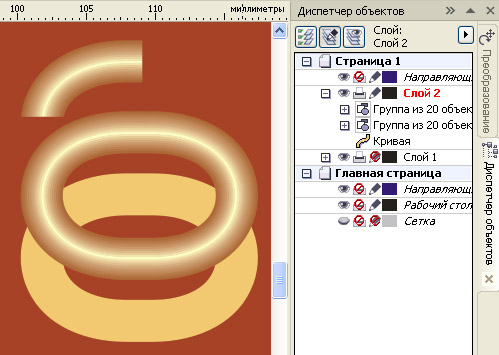 100 105 110 миллиметры
Диспетчер объектов
Слой:
Слой 2
Страница 1
Направляющ
Слой 2
Группа из 20 объек
Группа из 20 объек
Кривая
Слой 1
Главная страница
Направляющ
Рабочий стол
Сетка
Преобразование
Диспетчер объектов